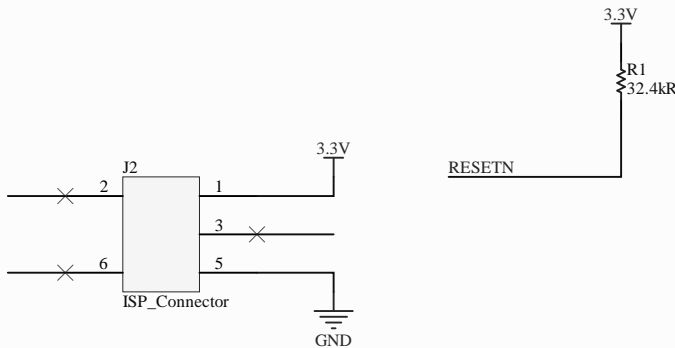 3.3V
R1
32.4kR
3.3V
J2
RESETN
2
1
3
6
5
ISP_Connector
GND